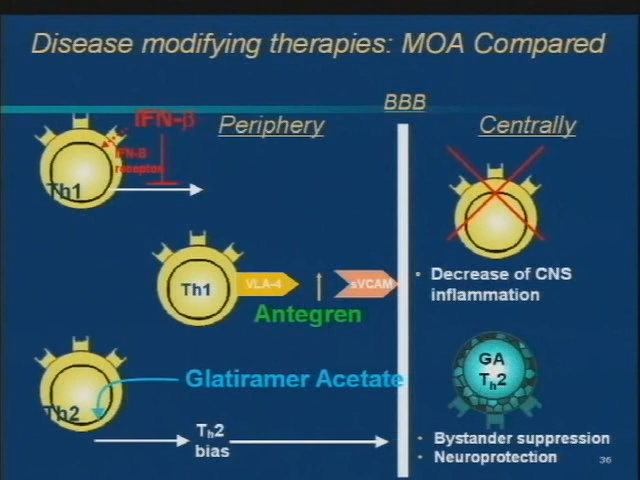 Disease modifying therapies: MOA Compared
BBB
Periphery
Centrally
IFN-β
IFN-B
receptor
Th1
Th1
VLA-4
sVCAM
Antegren
• Decrease of CNS
inflammation
Glatiramer Acetate
Th2
GA
Th2
Th2
bias
• Bystander suppression
• Neuroprotection
36